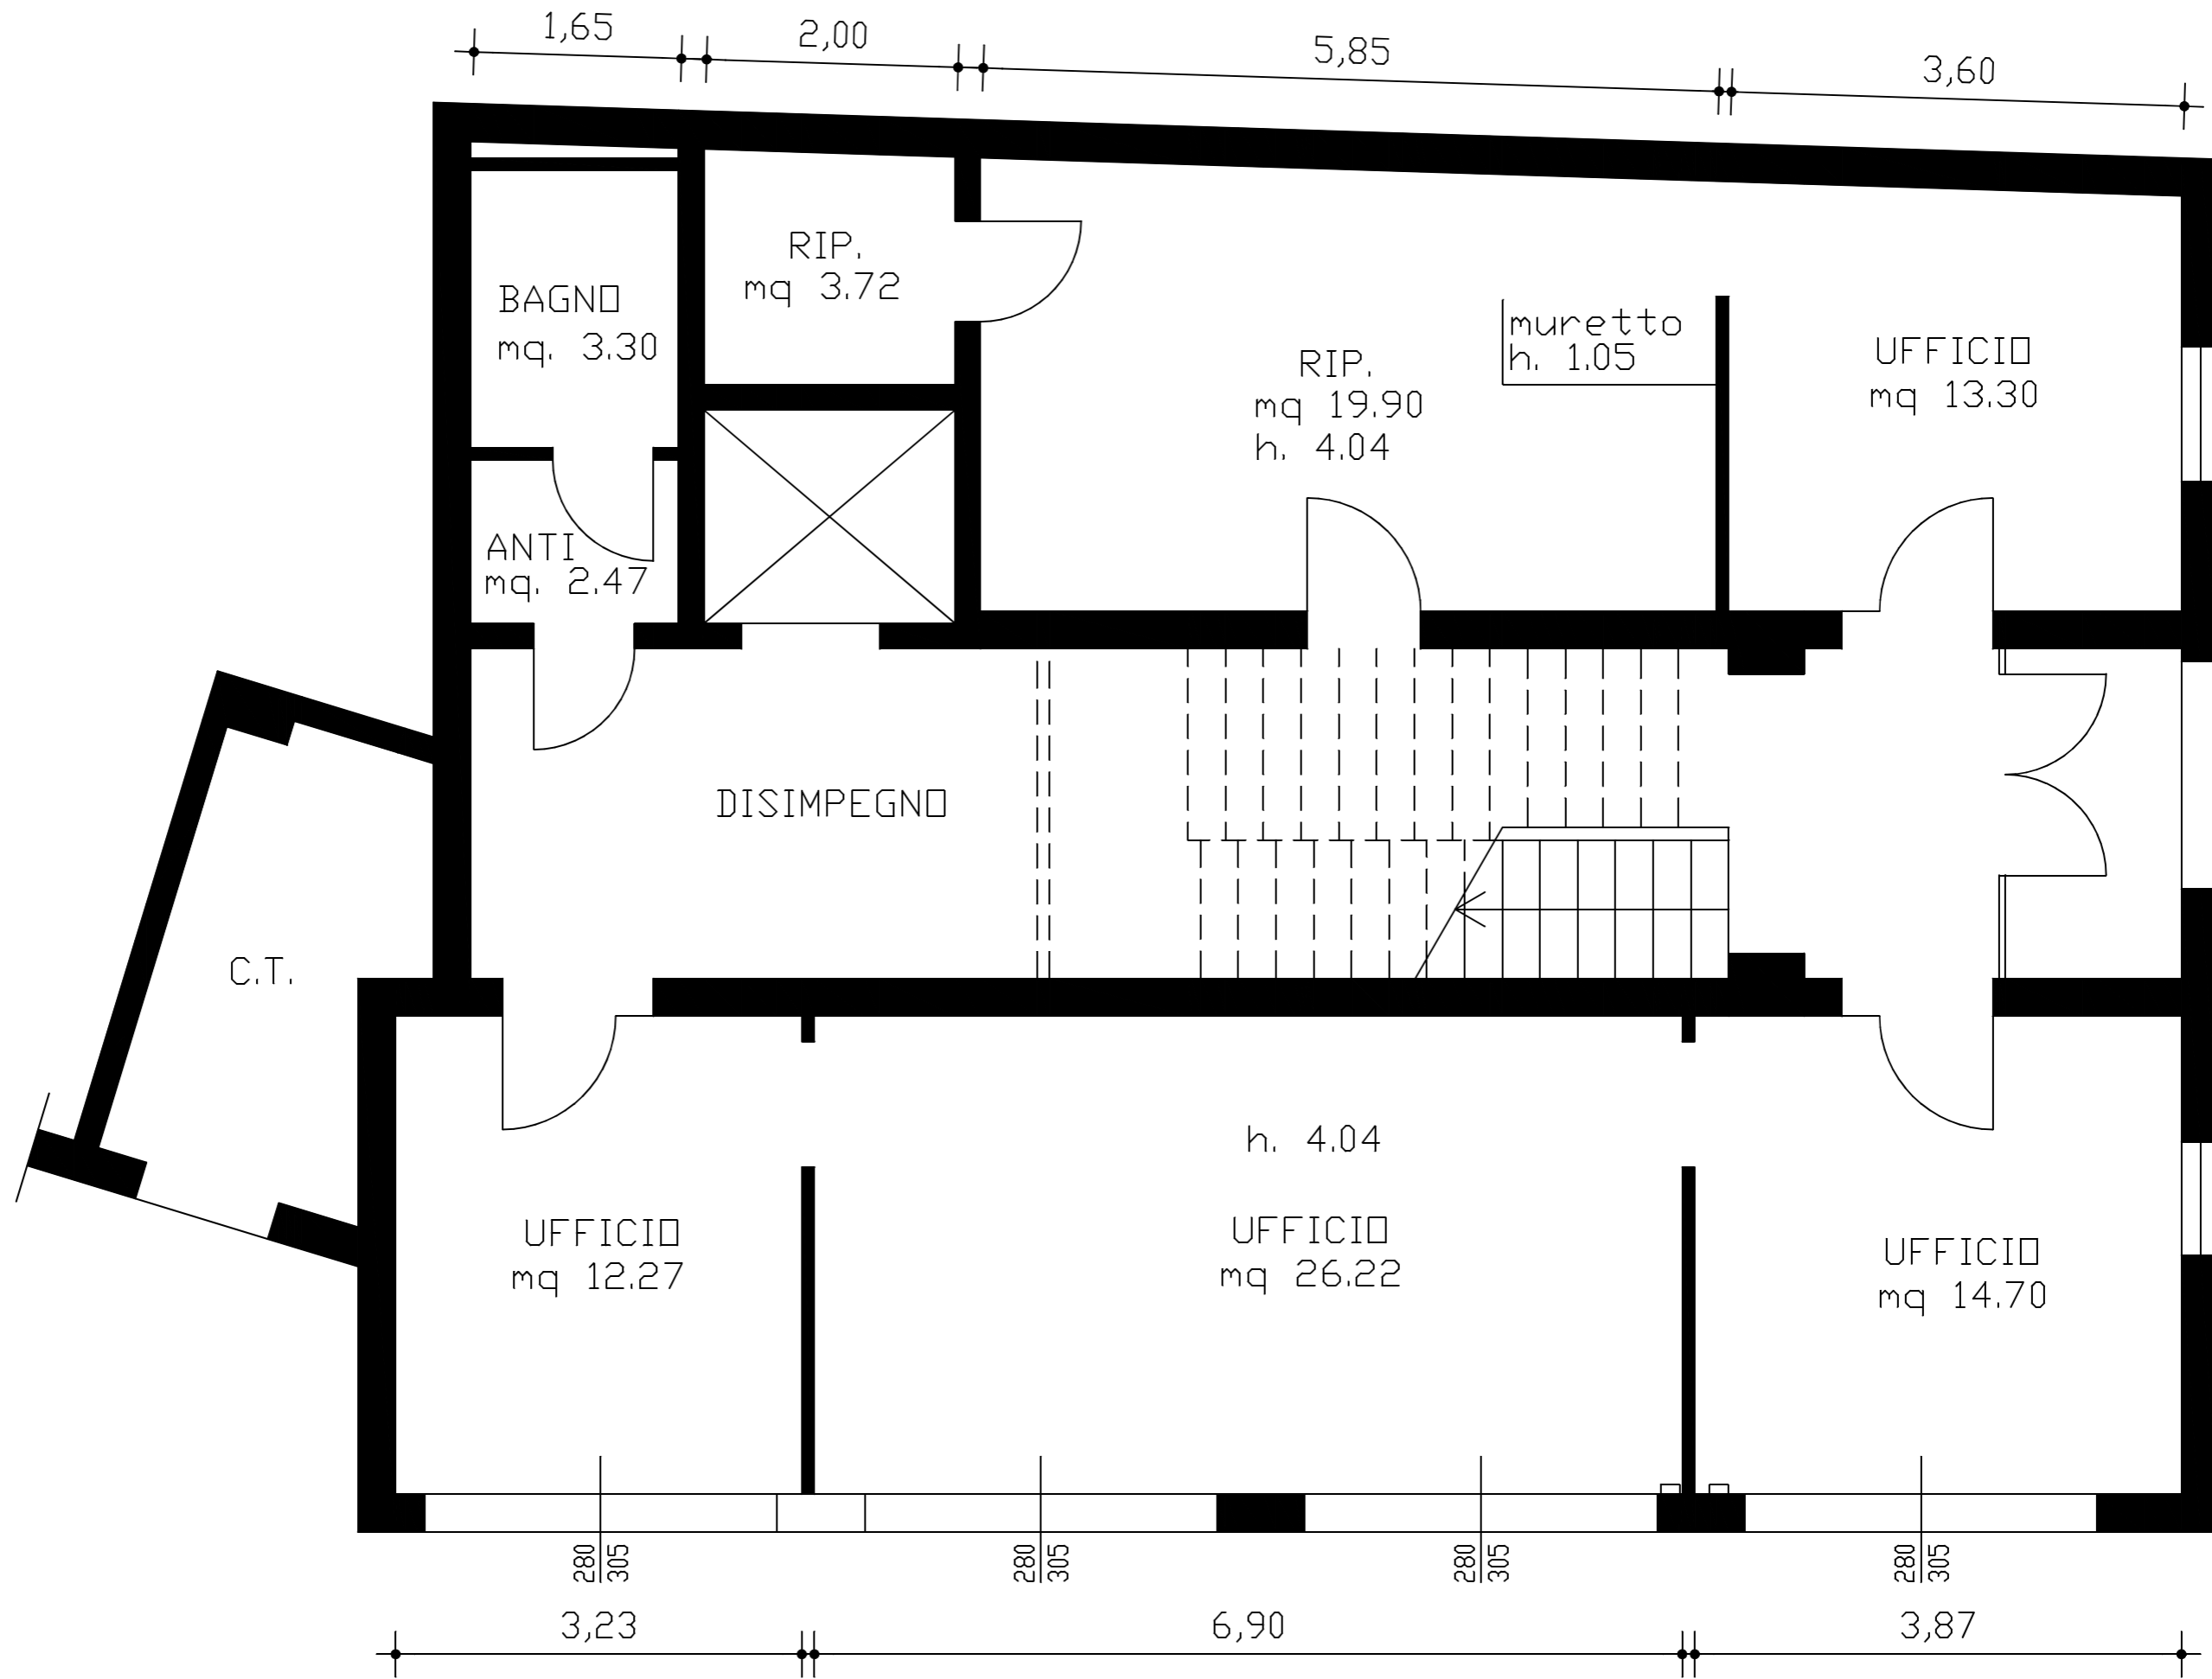 1,65
2,00
5,85
3,60
RIP.
mq 3.72
BAGNO
mq. 3.30
muretto
h. 1.05
RIP.
mq 19.90
h. 4.04
UFFICIO
mq 13.30
ANTI
mq. 2.47
DISIMPEGNO
C.T.
h. 4.04
UFFICIO
mq 12.27
UFFICIO
mq 26.22
UFFICIO
mq 14.70
280
305
280
305
280
305
280
305
3,23
6,90
3,87